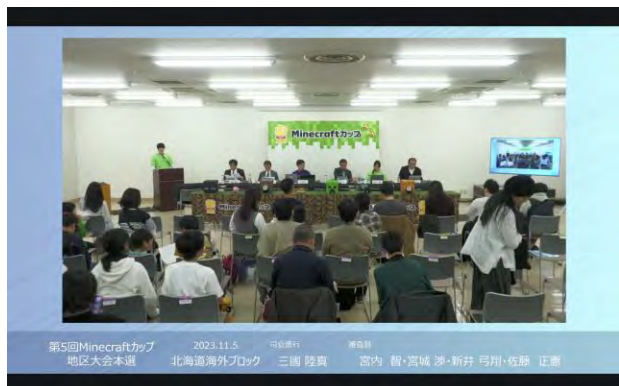 Minecraftカップ
Minecraft
第5回Minecraftカップ
地区大会本選
2023.11.5
北海道海外ブロック
司会進行
三國 陸真
審査員
宮内 智・宮城 渉・新井 弓翔・佐藤 正憲